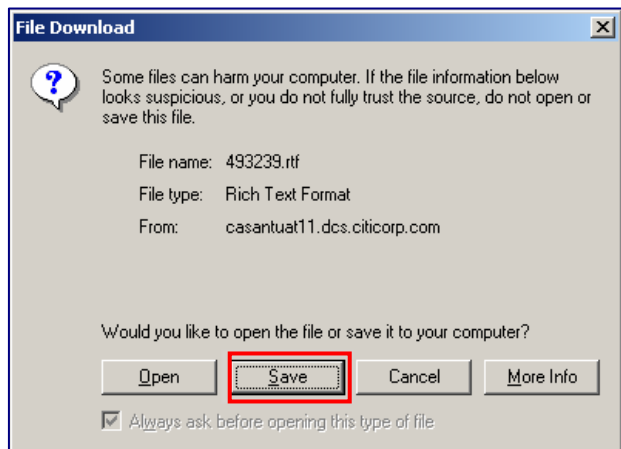 File Download
Some files can harm your computer. If the file information below
looks suspicious, or you do not fully trust the source, do not open or
save this file.
File name: 493239.rtf
File type: Rich Text Format
From: casantuat11.dcs.citicorp.com
Would you like to open the file or save it to your computer?
Open Save Cancel More Info
Always ask before opening this type of file